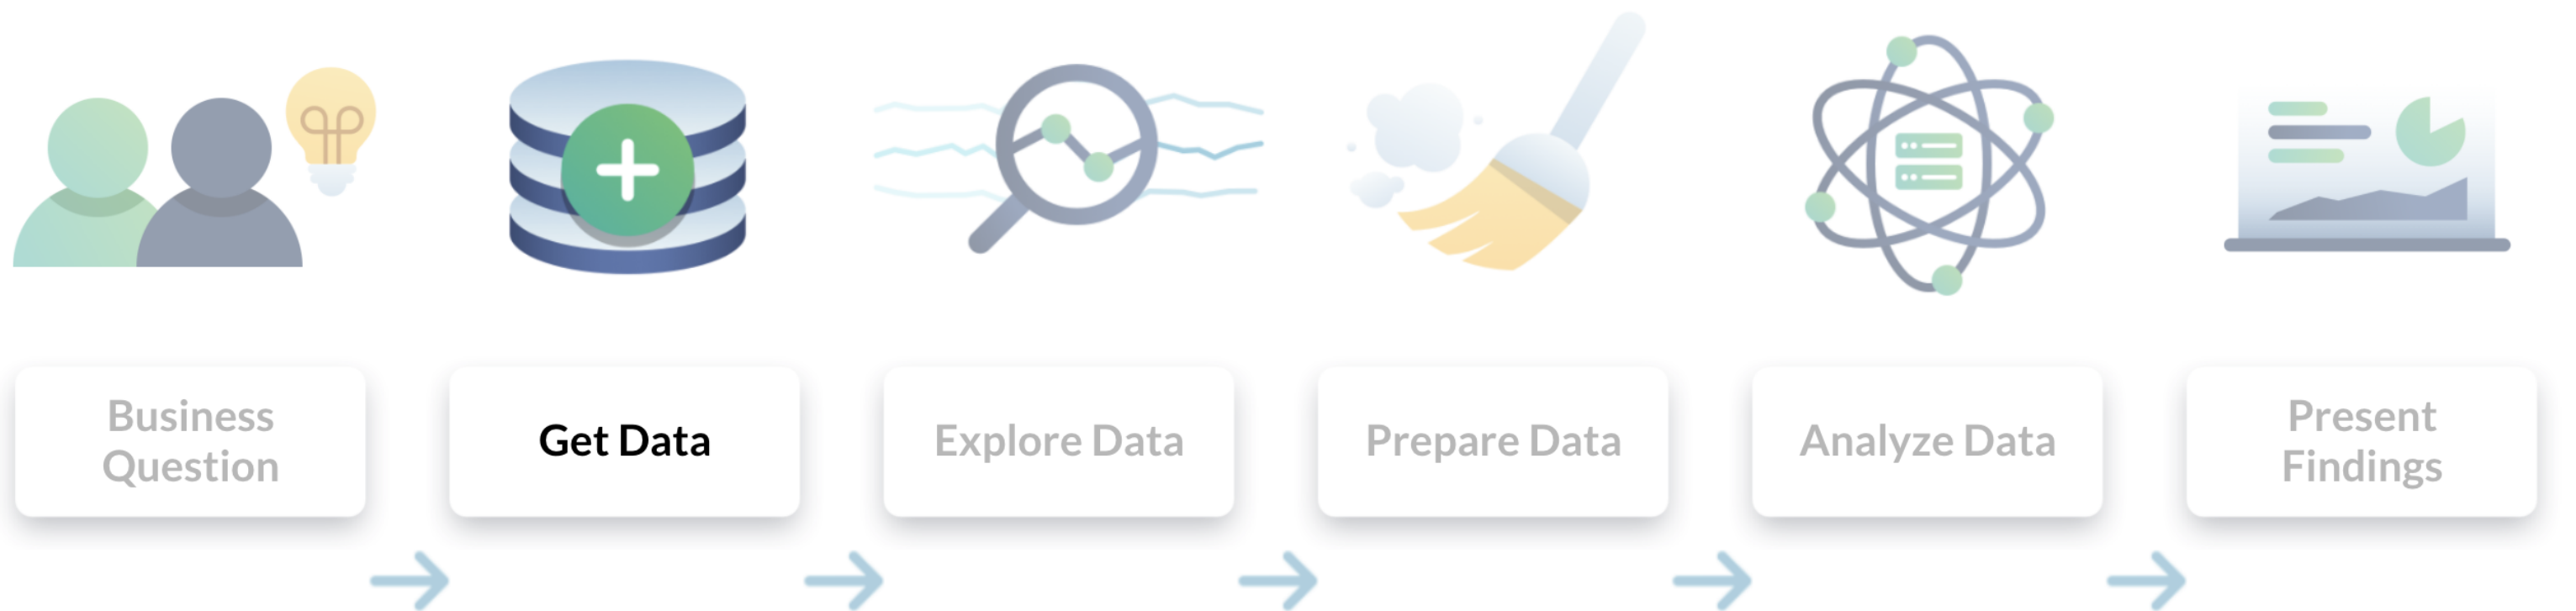 Business
Question
Get Data
Explore Data
Prepare Data
Analyze Data
Present
Findings